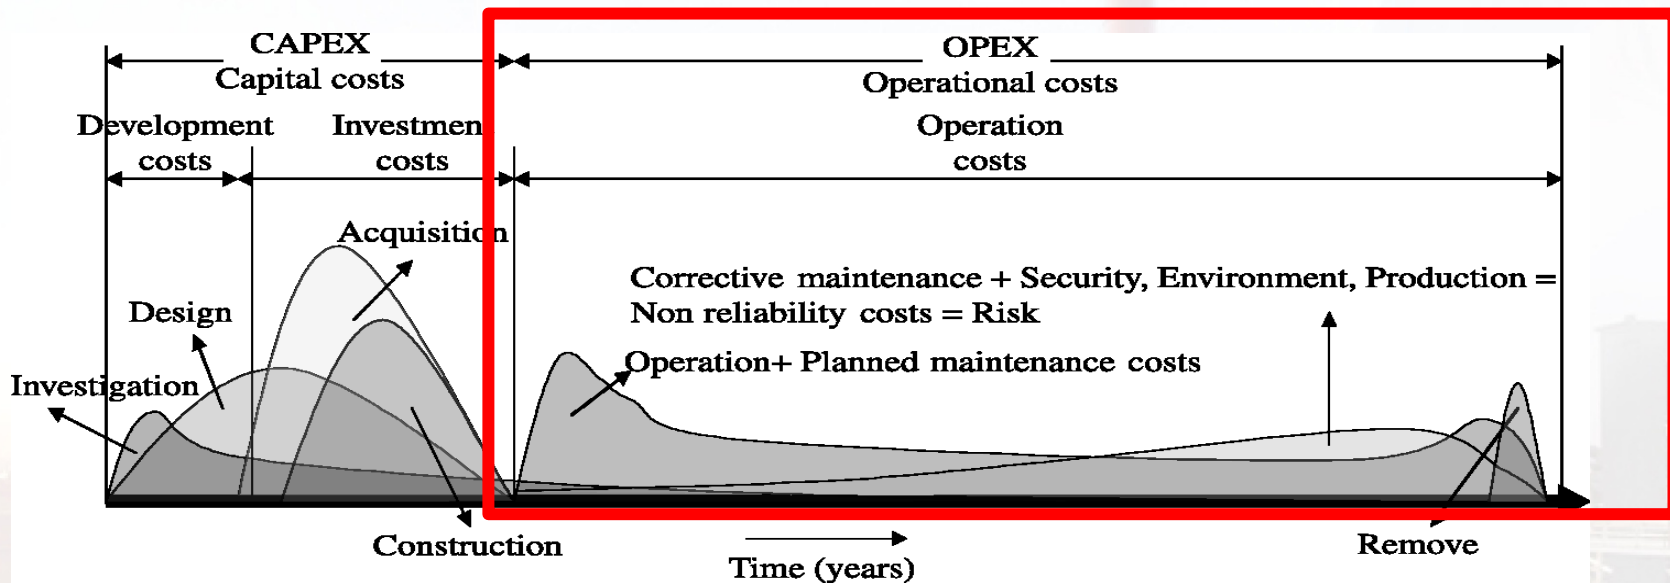 CAPEX
Capital costs
OPEX
Operational costs
Development
costs
Investmen
costs
Operation
costs
Acquisition
Design
Investigation
Corrective maintenance + Security, Environment, Production =
Non reliability costs = Risk
Operation+ Planned maintenance costs
Construction
Time (years)
Remove